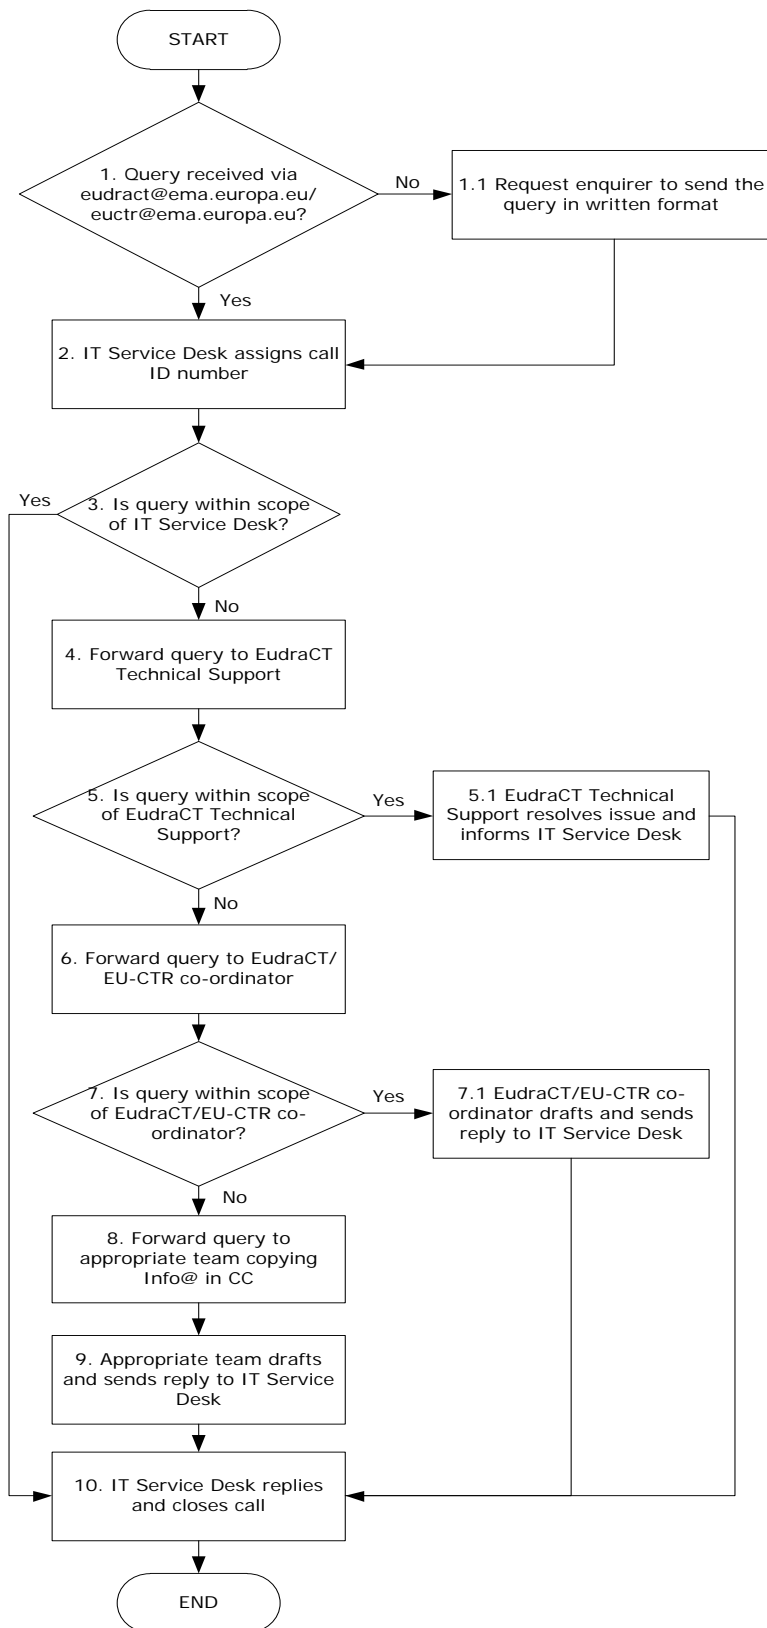 START
1. Query received via
eudract@ema.europa.eu/
euctr@ema.europa.eu?
No
1.1 Request enquirer to send the
query in written format
Yes
2. IT Service Desk assigns call
ID number
Yes
3. Is query within scope
of IT Service Desk?
No
4. Forward query to EudraCT
Technical Support
5. Is query within scope
of EudraCT Technical
Support?
Yes
5.1 EudraCT Technical
Support resolves issue and
informs IT Service Desk
No
6. Forward query to EudraCT/
EU-CTR co-ordinator
7. Is query within scope
of EudraCT/EU-CTR co-
ordinator?
Yes
7.1 EudraCT/EU-CTR co-
ordinator drafts and sends
reply to IT Service Desk
No
8. Forward query to
appropriate team copying
Info@ in CC
9. Appropriate team drafts
and sends reply to IT Service
Desk
10. IT Service Desk replies
and closes call
END